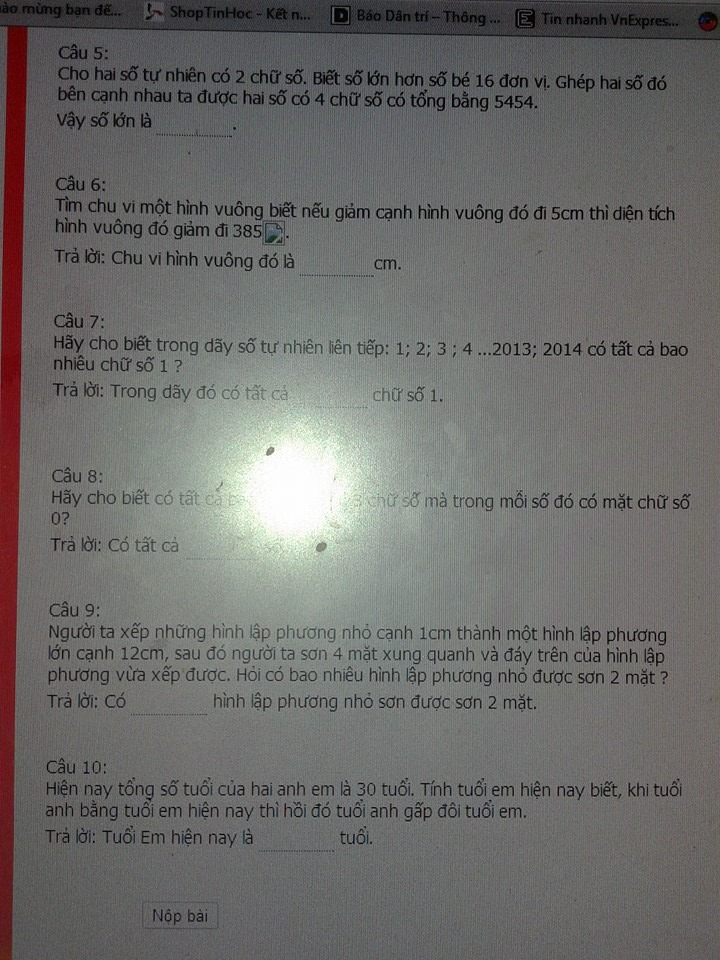 ào mừng bạn đế... ShopTinHoc - Kết n... D Báo Dân trí – Thông ... E Tin nhanh VnExpres...
Câu 5:
Cho hai số tự nhiên có 2 chữ số. Biết số lớn hơn số bé 16 đơn vị. Ghép hai số đó
bên cạnh nhau ta được hai số có 4 chữ số có tổng bằng 5454.
Vậy số lớn là .
Câu 6:
Tìm chu vi một hình vuông biết nếu giảm cạnh hình vuông đó đi 5cm thì diện tích
hình vuông đó giảm đi 385.
Trả lời: Chu vi hình vuông đó là cm.
Câu 7:
Hãy cho biết trong dãy số tự nhiên liên tiếp: 1; 2; 3 ; 4 ...2013; 2014 có tất cả bao
nhiêu chữ số 1 ?
Trả lời: Trong dãy đó có tất cả chữ số 1.
Câu 8:
Hãy cho biết có tất cả 3 chữ số mà trong mỗi số đó có mặt chữ số
0?
Trả lời: Có tất cả
Câu 9:
Người ta xếp những hình lập phương nhỏ cạnh 1cm thành một hình lập phương
lớn cạnh 12cm, sau đó người ta sơn 4 mặt xung quanh và đáy trên của hình lập
phương vừa xếp được. Hỏi có bao nhiêu hình lập phương nhỏ được sơn 2 mặt ?
Trả lời: Có hình lập phương nhỏ sơn được sơn 2 mặt.
Câu 10:
Hiện nay tổng số tuổi của hai anh em là 30 tuổi. Tính tuổi em hiện nay biết, khi tuổi
anh bằng tuổi em hiện nay thì hồi đó tuổi anh gấp đôi tuổi em.
Trả lời: Tuổi Em hiện nay là tuổi.
Nộp bài